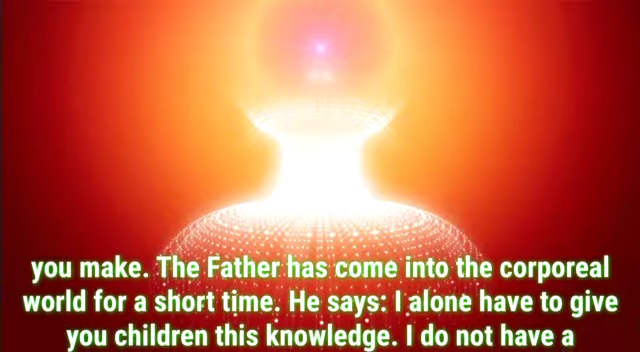 you make. The Father has come into the corporeal
world for a short time. He says: I alone have to give
you children this knowledge. I do not have a